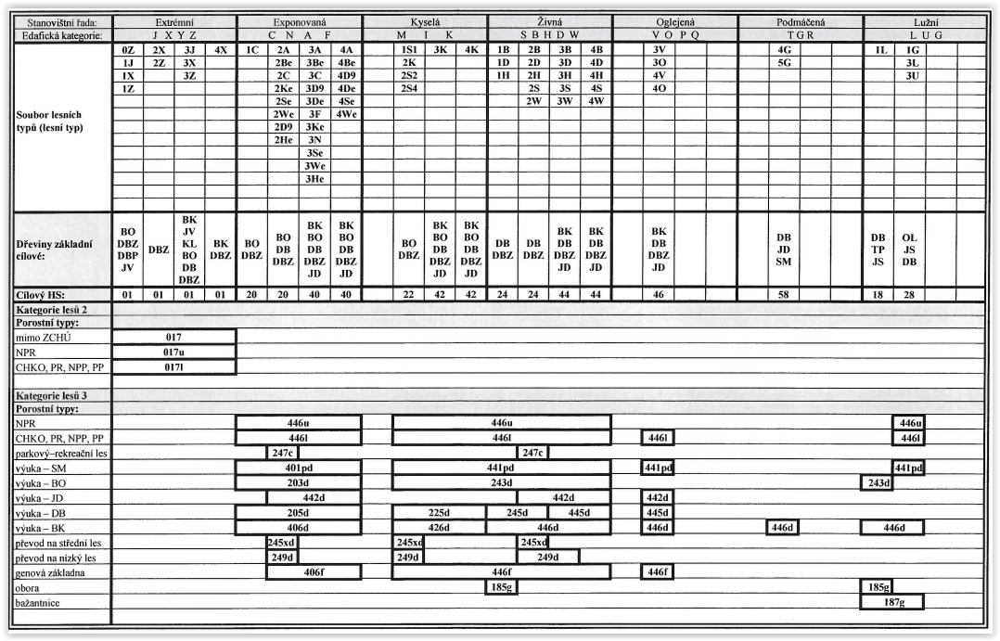 Stanovištní řada: Extrémní Exponovaná Kyselá Živná Oglejená Podmáčená Lužní
Edafická kategorie: J X Y Z C N A F M I K S B H D W V O P Q T G R L U G
0Z 2X 3J 4X 1C 2A 3A 4A 1S1 3K 4K 1B 2B 3B 4B 3V 4G 1L 1G
1J 2Z 3X 2Be 3Be 4Be 2K 1D 2D 3D 4D 3O 5G 3L
1X 3Z 2C 3C 4D9 2S2 1H 2H 3H 4H 4V 3U
1Z 2Ke 3D9 4De 2S4 2S 3S 4S 4O
2Se 3De 4Se 2W 3W 4W
2We 3F 4We
2D9 3Ke
2He 3N
3Se
3We
3He
Soubor lesních
typů (lesní typ)
BK
BK BK BK BK BK BK BK
BO JV BO BO BO BO DB DB BK DB OL
DBZ KL BO DB DB BO DB DB DB DB DBZ DBZ DB JD TP JS
Dřeviny základní DBP DBZ BO DBZ DBZ DBZ DBZ DBZ DBZ DBZ DBZ JD JD DBZ SM JS DB
cílové: JV DB DBZ JD JD JD JD JD
DBZ
Cílový HS: 01 01 01 01 20 20 40 40 22 42 42 24 24 44 44 46 58 18 28
Kategorie lesů 2
Porostní typy:
mimo ZCHÚ 017
NPR 017u
CHKO, PR, NPP, PP 017l
Kategorie lesů 3
Porostní typy:
NPR 446u 446u 446u
CHKO, PR, NPP, PP 446l 446l 446l 446l
parkový–rekreační les 247c 247c
výuka – SM 401pd 441pd 441pd 441pd
výuka – BO 203d 243d 243d
výuka – JD 442d 442d 442d
výuka – DB 205d 225d 245d 445d 445d
výuka – BK 406d 426d 446d 446d 446d 446d
převod na střední les 245xd 245xd 245xd
převod na nízký les 249d 249d 249d
genová základna 406f 446f 446f
obora 185g 185g
bažantnice 187g